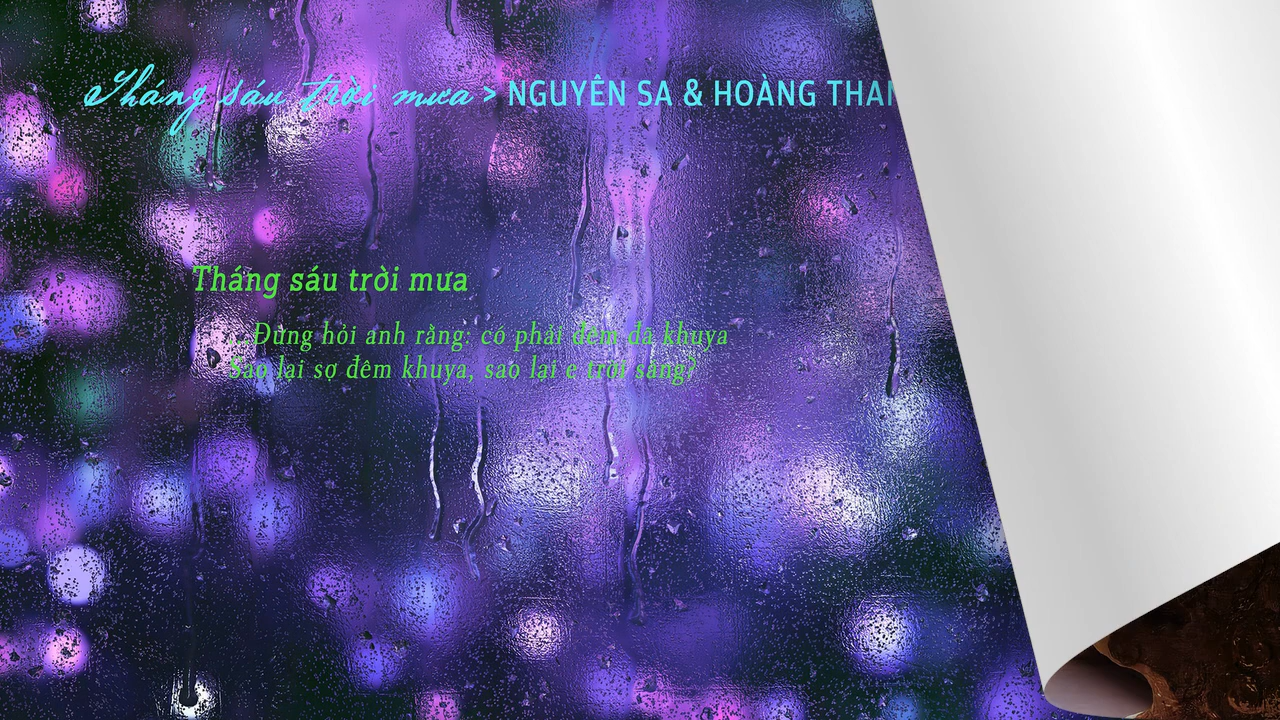 Tháng sáu trời mưa > NGUYÊN SA & HOÀNG THAN
Tháng sáu trời mưa
...Đừng hỏi anh rằng: có phải đêm đã khuya
Sao lại sợ đêm khuya, sao lại e trời sáng?